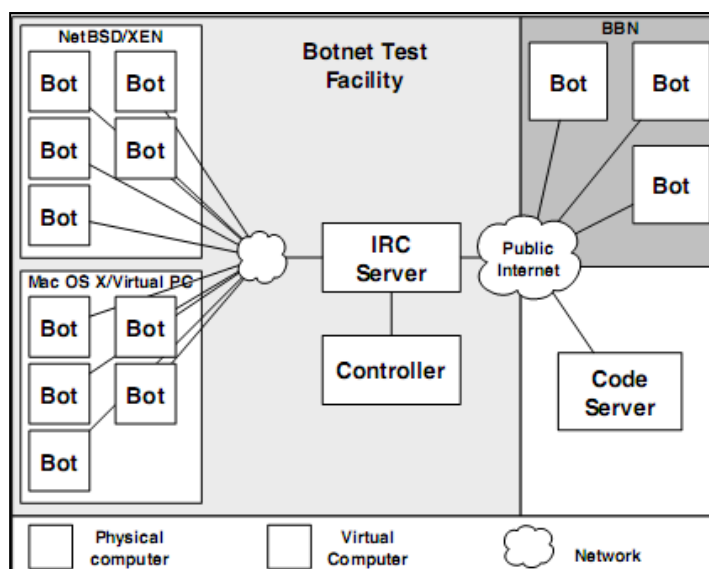 NetBSD/XEN
Bot
Bot
Bot
Bot
Bot
Botnet Test
Facility
BBN
Bot
Bot
Bot
IRC
Server
Public
Internet
Mac OS X/Virtual PC
Bot
Bot
Bot
Bot
Bot
Controller
Code
Server
Physical
computer
Virtual
Computer
Network